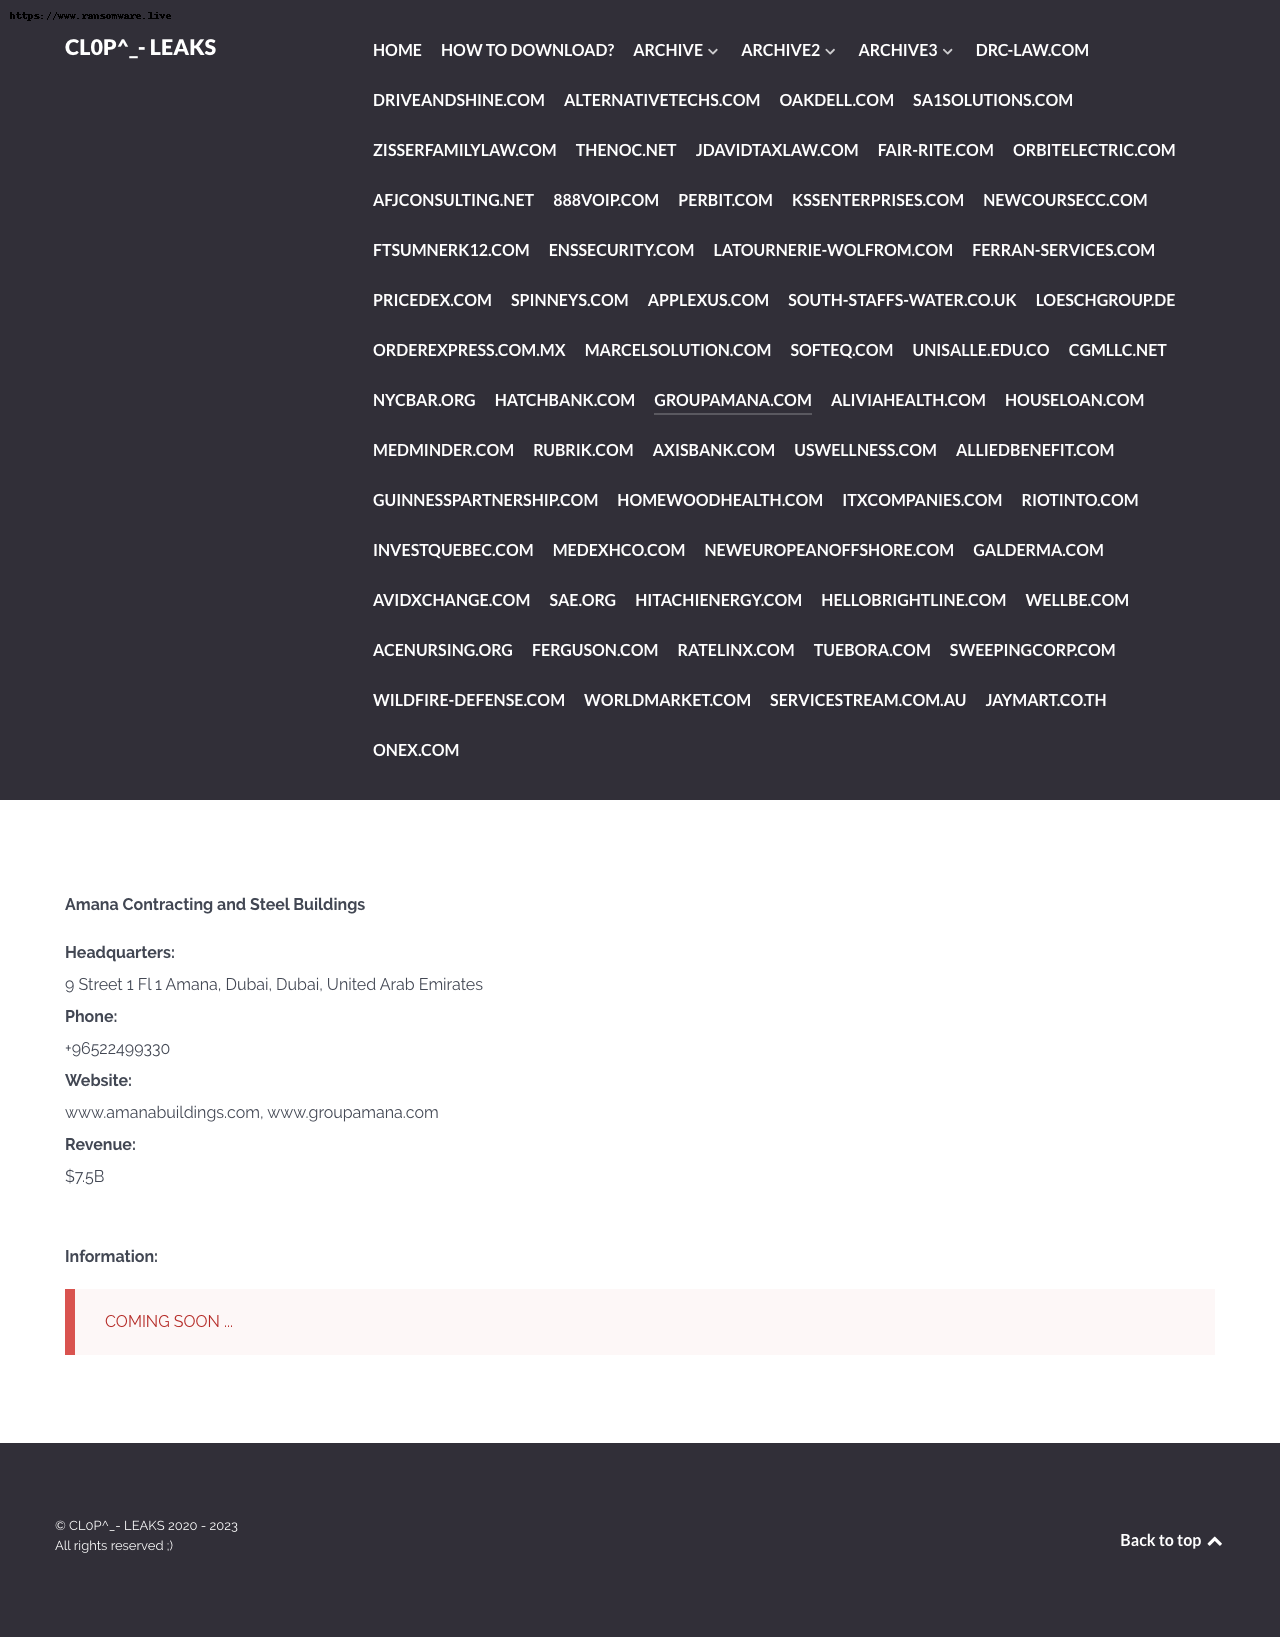 https://www.ransomware.live
CL0P^_- LEAKS
HOME HOW TO DOWNLOAD? ARCHIVE ARCHIVE2 ARCHIVE3 DRC-LAW.COM
DRIVEANDSHINE.COM ALTERNATIVETECHS.COM OAKDELL.COM SA1SOLUTIONS.COM
ZISSERFAMILYLAW.COM THENOC.NET JDAVIDTAXLAW.COM FAIR-RITE.COM ORBITELECTRIC.COM
AFJCONSULTING.NET 888VOIP.COM PERBIT.COM KSSENTERPRISES.COM NEWCOURSECC.COM
FTSUMNERK12.COM ENSSECURITY.COM LATOURNERIE-WOLFROM.COM FERRAN-SERVICES.COM
PRICEDEX.COM SPINNEYS.COM APPLEXUS.COM SOUTH-STAFFS-WATER.CO.UK LOESCHGROUP.DE
ORDEREXPRESS.COM.MX MARCELSOLUTION.COM SOFTEQ.COM UNISALLE.EDU.CO CGMLLC.NET
NYCBAR.ORG HATCHBANK.COM GROUPAMANA.COM ALIVIAHEALTH.COM HOUSELOAN.COM
MEDMINDER.COM RUBRIK.COM AXISBANK.COM USWELLNESS.COM ALLIEDBENEFIT.COM
GUINNESSPARTNERSHIP.COM HOMEWOODHEALTH.COM ITXCOMPANIES.COM RIOTINTO.COM
INVESTQUEBEC.COM MEDEXHCO.COM NEWEUROPEANOFFSHORE.COM GALDERMA.COM
AVIDXCHANGE.COM SAE.ORG HITACHIENERGY.COM HELLOBRIGHTLINE.COM WELLBE.COM
ACENURSING.ORG FERGUSON.COM RATELINX.COM TUEBORA.COM SWEEPINGCORP.COM
WILDFIRE-DEFENSE.COM WORLDMARKET.COM SERVICESTREAM.COM.AU JAYMART.CO.TH
ONEX.COM
Amana Contracting and Steel Buildings
Headquarters:
9 Street 1 Fl 1 Amana, Dubai, Dubai, United Arab Emirates
Phone:
+96522499330
Website:
www.amanabuildings.com, www.groupamana.com
Revenue:
$7.5B
Information:
COMING SOON ...
© CL0P^_- LEAKS 2020 - 2023
All rights reserved ;)
Back to top